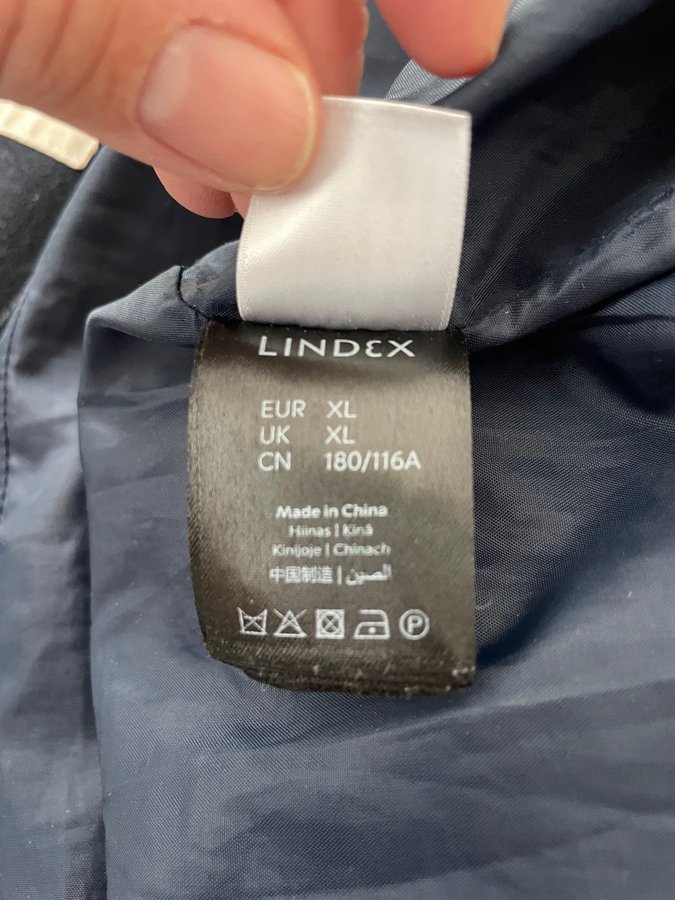 LINDEX
EUR XL
UK XL
CN 180/116A
Made in China
Hiinas | Kinā
Kinijoje | Chinach
中国制造 | الصين
P